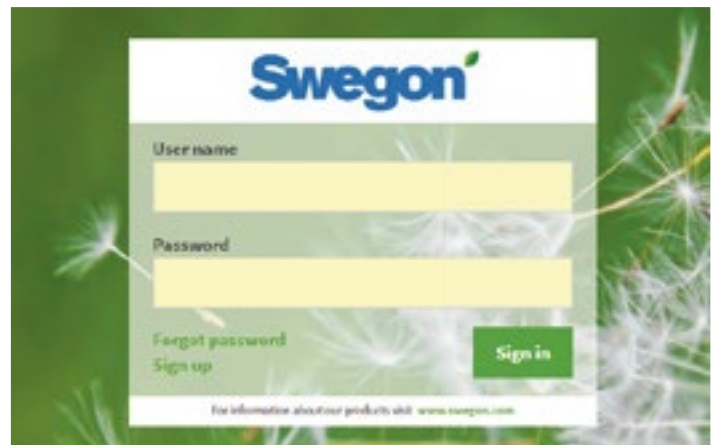 Swegon
User name
Password
Forgot password
Sign up
Sign in
For information about our products visit www.swegon.com